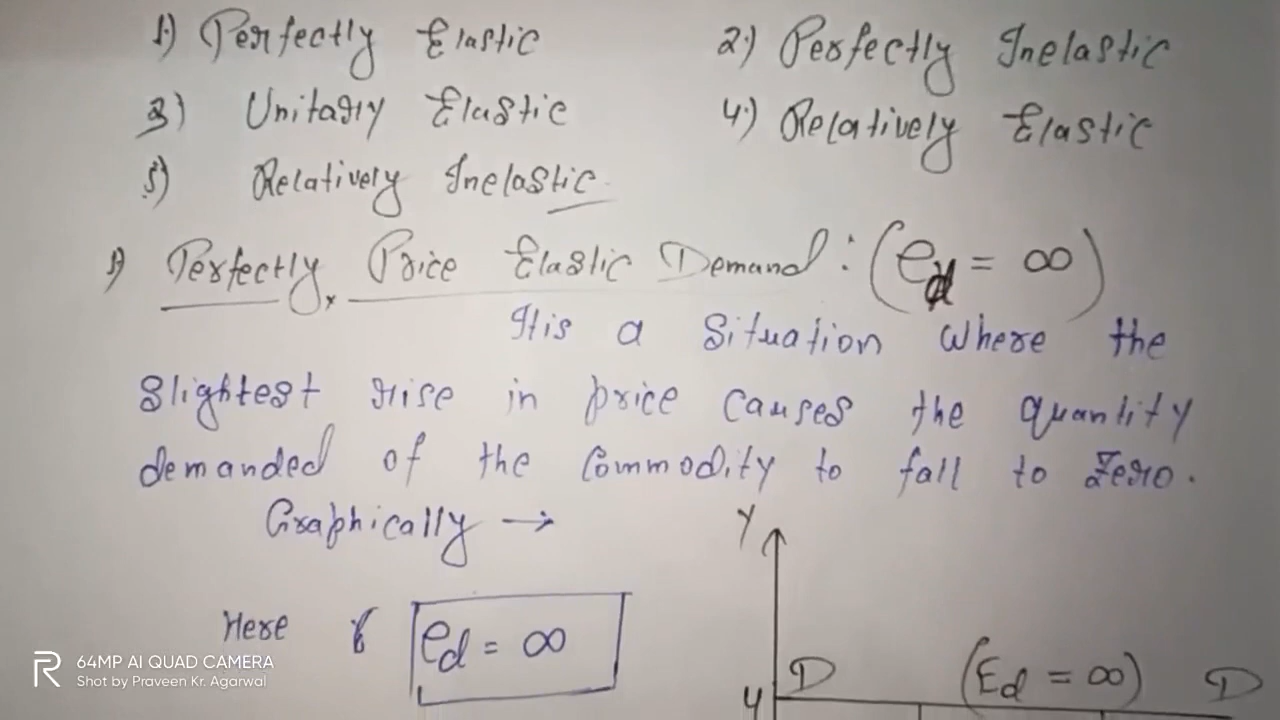 1.) Perfectly Elastic 2.) Perfectly Inelastic
3) Unitary Elastic 4.) Relatively Elastic
5) Relatively Inelastic
1) Perfectly Price Elastic Demand : (ed = ∞)
It is a situation where the
slightest rise in price causes the quantity
demanded of the Commodity to fall to Zero.
Graphically →
Y
Here ed = ∞
D (Ed = ∞) D
4
64MP AI QUAD CAMERA
Shot by Praveen Kr. Agarwal